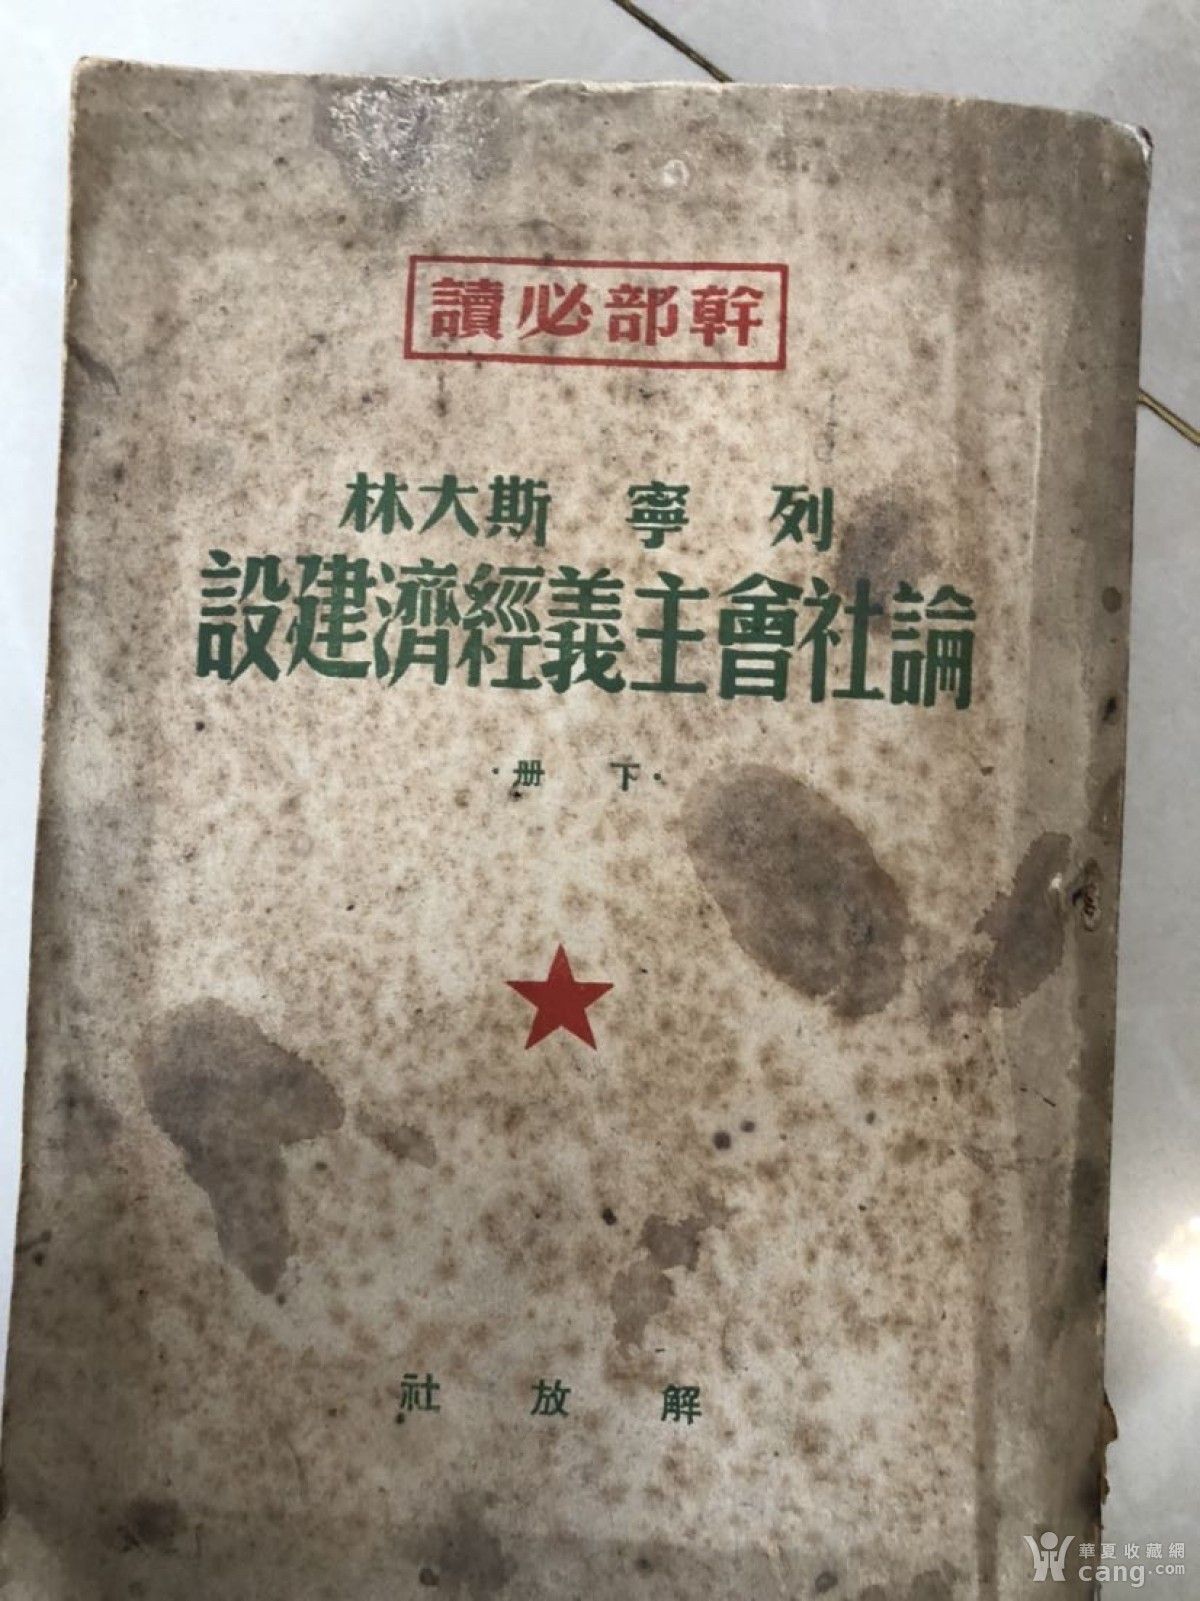 幹部必讀
列寧 斯大林
論社會主義經濟建設
·下冊·
解放社
華夏收藏網
cang.com